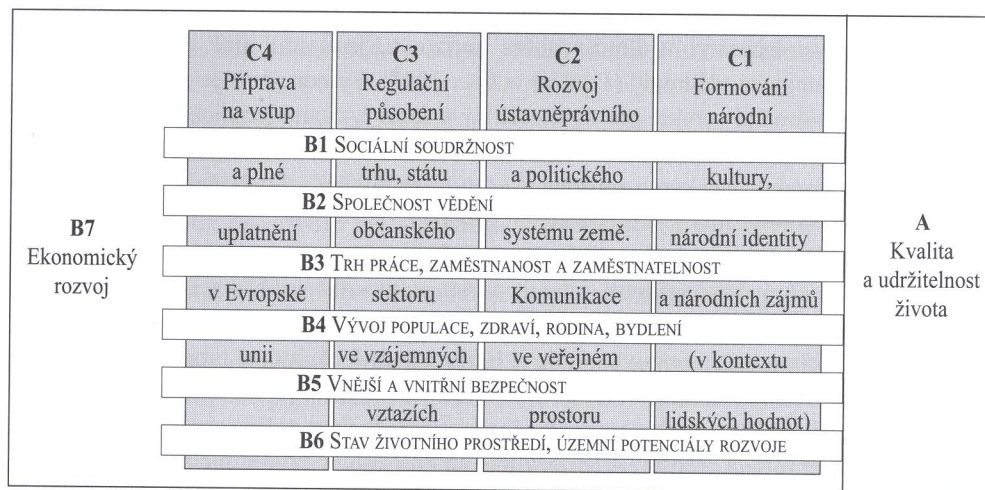 B7
Ekonomický
rozvoj
C4
Příprava
na vstup
a plné
uplatnění
v Evropské
unii
C3
Regulační
působení
trhu, státu
občanského
sektoru
ve vzájemných
vztazích
C2
Rozvoj
ústavněprávního
a politického
systému země.
Komunikace
ve veřejném
prostoru
C1
Formování
národní
kultury,
národní identity
a národních zájmů
(v kontextu
lidských hodnot)
B1 SOCIÁLNÍ SOUDRŽNOST
B2 SPOLEČNOST VĚDĚNÍ
B3 TRH PRÁCE, ZAMĚSTNANOST A ZAMĚSTNATELNOST
B4 VÝVOJ POPULACE, ZDRAVÍ, RODINA, BYDLENÍ
B5 VNĚJŠÍ A VNITŘNÍ BEZPEČNOST
B6 STAV ŽIVOTNÍHO PROSTŘEDÍ, ÚZEMNÍ POTENCIÁLY ROZVOJE
A
Kvalita
a udržitelnost
života